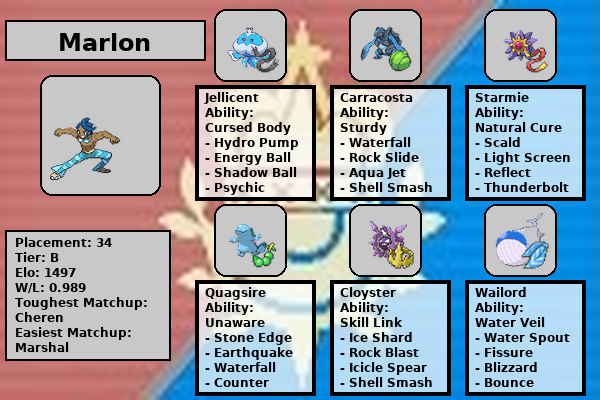 Marlon
Jellicent
Ability:
Cursed Body
- Hydro Pump
- Energy Ball
- Shadow Ball
- Psychic
Carracosta
Ability:
Sturdy
- Waterfall
- Rock Slide
- Aqua Jet
- Shell Smash
Starmie
Ability:
Natural Cure
- Scald
- Light Screen
- Reflect
- Thunderbolt
Placement: 34
Tier: B
Elo: 1497
W/L: 0.989
Toughest Matchup:
Cheren
Easiest Matchup:
Marshal
Quagsire
Ability:
Unaware
- Stone Edge
- Earthquake
- Waterfall
- Counter
Cloyster
Ability:
Skill Link
- Ice Shard
- Rock Blast
- Icicle Spear
- Shell Smash
Wailord
Ability:
Water Veil
- Water Spout
- Fissure
- Blizzard
- Bounce